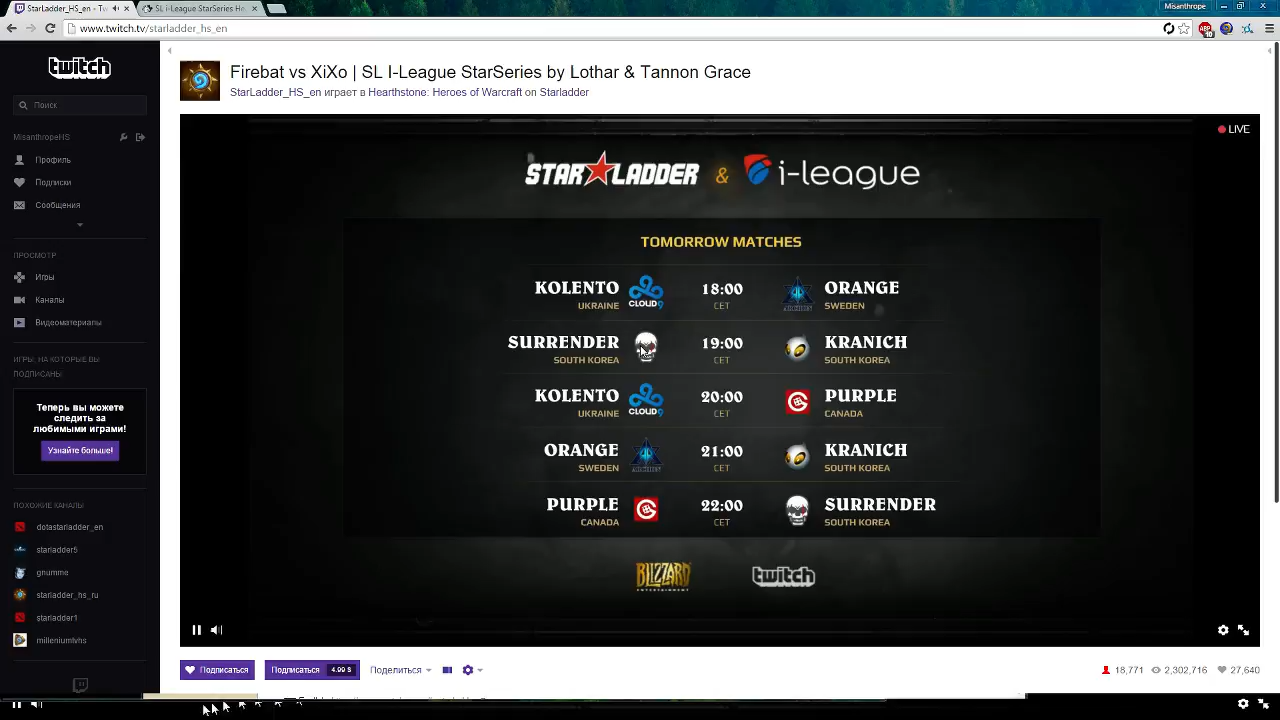 StarLadder_HS_en - Tw
SL i-League StarSeries He
Misanthrope
www.twitch.tv/starladder_hs_en
twitch
Поиск
MisanthropeHS
Профиль
Подписки
Сообщения
ПРОСМОТР
Игры
Каналы
Видеоматериалы
ИГРЫ, НА КОТОРЫЕ ВЫ
ПОДПИСАНЫ:
Теперь вы можете
следить за
любимыми играми!
Узнайте больше!
ПОХОЖИЕ КАНАЛЫ
dotastarladder_en
starladder5
gnumme
starladder_hs_ru
starladder1
milleniumtvhs
Firebat vs XiXo | SL I-League StarSeries by Lothar & Tannon Grace
StarLadder_HS_en играет в Hearthstone: Heroes of Warcraft on Starladder
LIVE
STAR LADDER & i-league
TOMORROW MATCHES
KOLENTO CLOUD9 18:00 ORANGE
UKRAINE CET SWEDEN
SURRENDER 19:00 KRANICH
SOUTH KOREA CET SOUTH KOREA
KOLENTO CLOUD9 20:00 PURPLE
UKRAINE CET CANADA
ORANGE 21:00 KRANICH
SWEDEN CET SOUTH KOREA
PURPLE 22:00 SURRENDER
CANADA CET SOUTH KOREA
BLIZZARD ENTERTAINMENT twitch
Подписаться
Подписаться 4.99 $
Поделиться
18,771 2,302,716 27,640